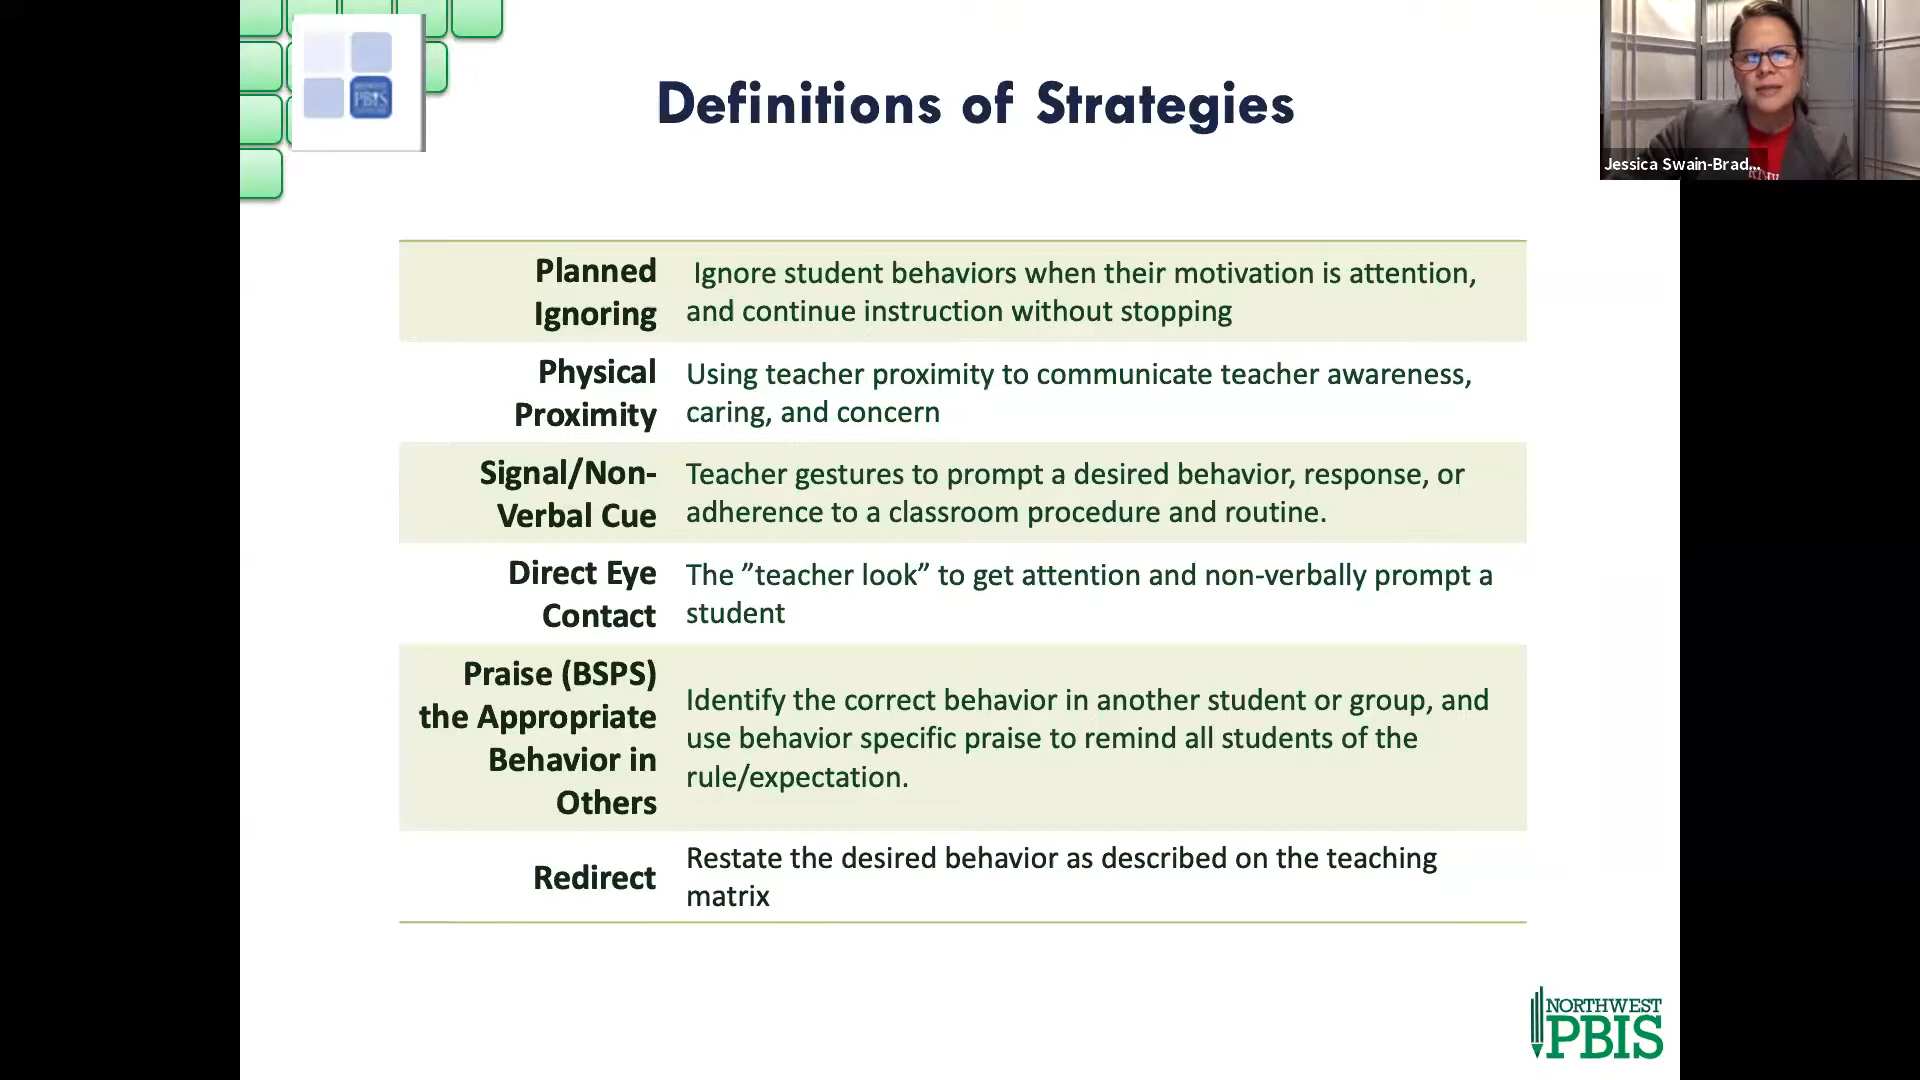 Definitions of Strategies
Jessica Swain-Brad...
Planned
Ignoring
Ignore student behaviors when their motivation is attention,
and continue instruction without stopping
Physical
Proximity
Using teacher proximity to communicate teacher awareness,
caring, and concern
Signal/Non-
Verbal Cue
Teacher gestures to prompt a desired behavior, response, or
adherence to a classroom procedure and routine.
Direct Eye
Contact
The ”teacher look” to get attention and non-verbally prompt a
student
Praise (BSPS)
the Appropriate
Behavior in
Others
Identify the correct behavior in another student or group, and
use behavior specific praise to remind all students of the
rule/expectation.
Redirect
Restate the desired behavior as described on the teaching
matrix
NORTHWEST
PBIS